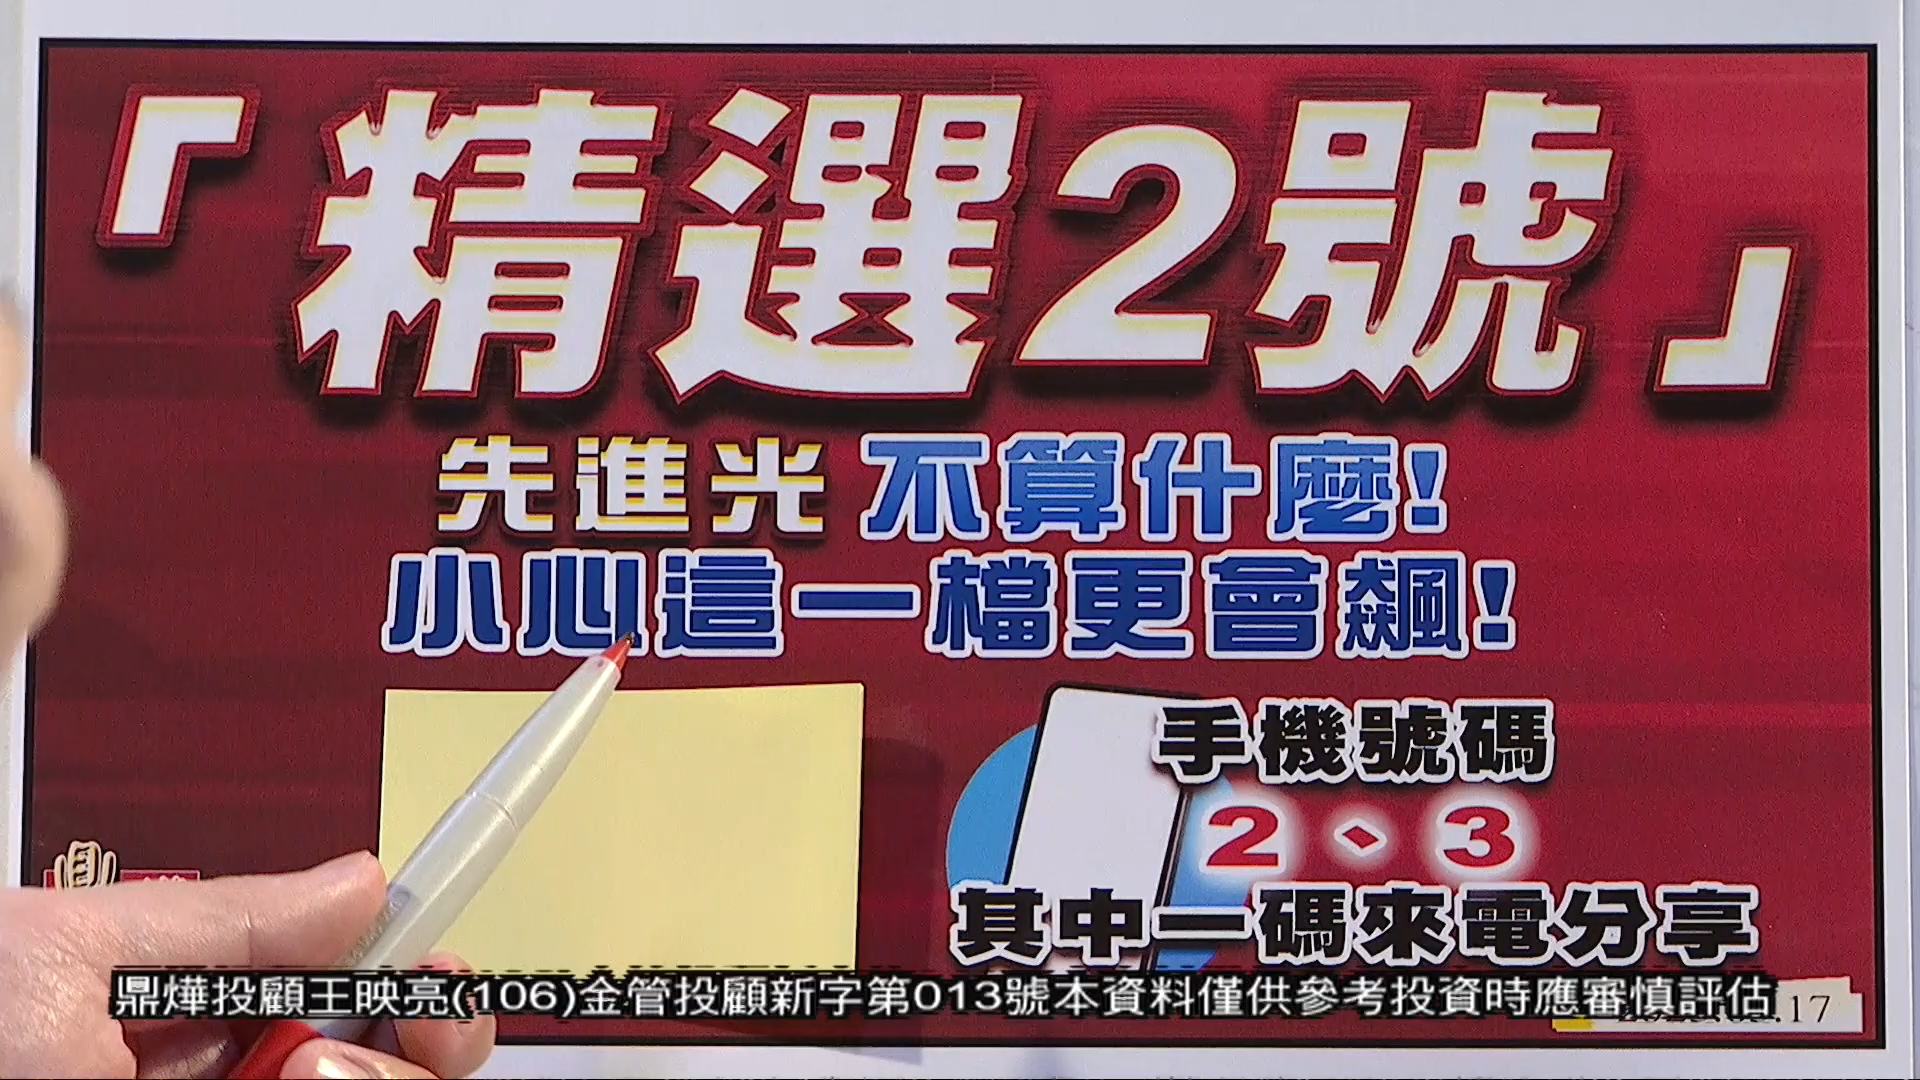 「精選2號」
先進光 不算什麼!
小心這一檔更會飆!
手機號碼
2、3
其中一碼來電分享
鼎燁投顧王映亮(106)金管投顧新字第013號本資料僅供參考投資時應審慎評估
.17